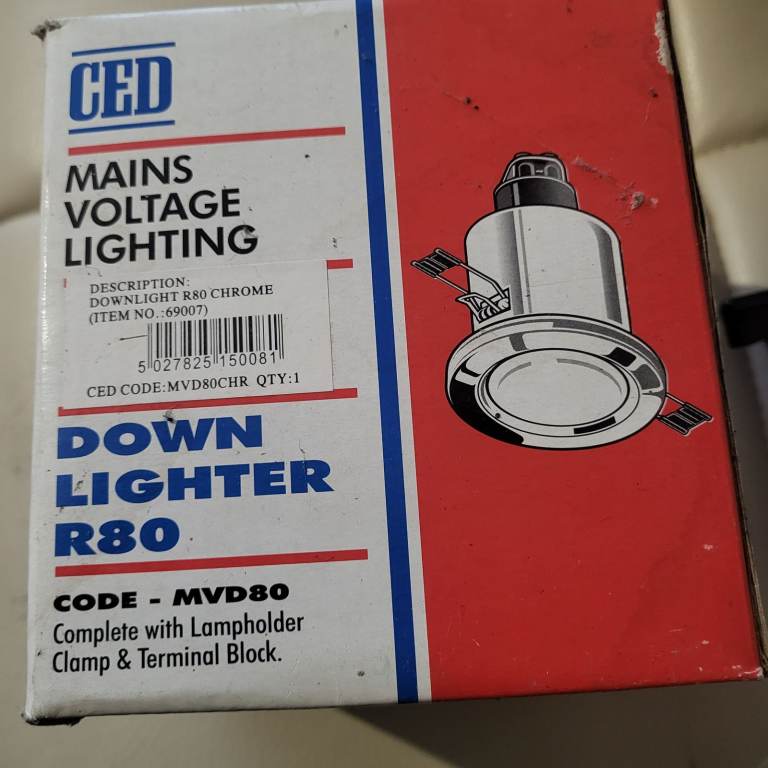 CED
MAINS
VOLTAGE
LIGHTING
DESCRIPTION:
DOWNLIGHT R80 CHROME
(ITEM NO.:69007)
5 027825 150081
CED CODE:MVD80CHR QTY:1
DOWN
LIGHTER
R80
CODE - MVD80
Complete with Lampholder
Clamp & Terminal Block.